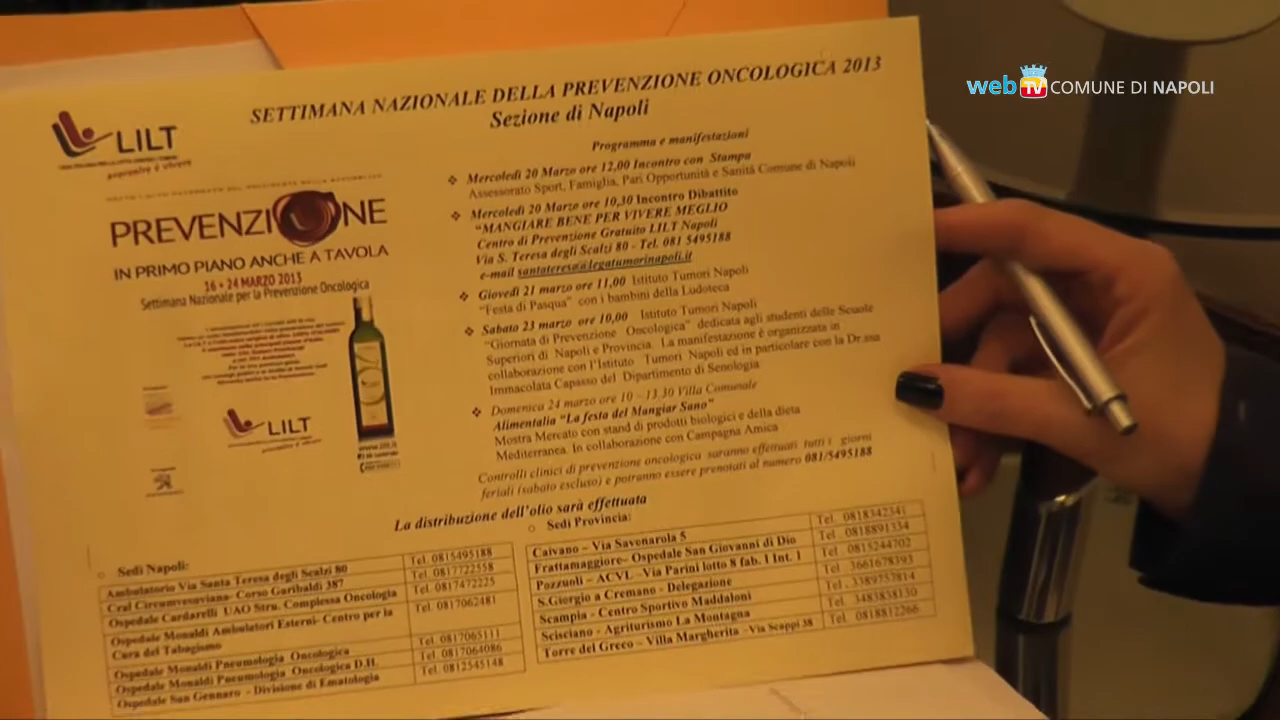 web TV COMUNE DI NAPOLI
SETTIMANA NAZIONALE DELLA PREVENZIONE ONCOLOGICA 2013
Sezione di Napoli
LILT
prevenire è vivere
PREVENZIONE
IN PRIMO PIANO ANCHE A TAVOLA
16 • 24 MARZO 2013
Settimana Nazionale per la Prevenzione Oncologica
LILT
prevenire è vivere
Programma e manifestazioni
❖ Mercoledì 20 Marzo ore 12,00 Incontro con Stampa
Assessorato Sport, Famiglia, Pari Opportunità e Sanità Comune di Napoli
❖ Mercoledì 20 Marzo ore 10,30 Incontro Dibattito
“MANGIARE BENE PER VIVERE MEGLIO
Centro di Prevenzione Gratuito LILT Napoli
Via S. Teresa degli Scalzi 80 - Tel. 081 5495188
e-mail santateresa@legatumorinapoli.it
❖ Giovedì 21 marzo ore 11,00 Istituto Tumori Napoli
“Festa di Pasqua” con i bambini della Ludoteca
❖ Sabato 23 marzo ore 10,00 Istituto Tumori Napoli
“Giornata di Prevenzione Oncologica” dedicata agli studenti delle Scuole
Superiori di Napoli e Provincia. La manifestazione è organizzata in
collaborazione con l’Istituto Tumori Napoli ed in particolare con la Dr.ssa
Immacolata Capasso del Dipartimento di Senologia
❖ Domenica 24 marzo ore 10 - 13.30 Villa Comunale
Alimentalia “La festa del Mangiar Sano”
Mostra Mercato con stand di prodotti biologici e della dieta
Mediterranea. In collaborazione con Campagna Amica
Controlli clinici di prevenzione oncologica saranno effettuati tutti i giorni
feriali (sabato escluso) e potranno essere prenotati al numero 081/5495188
La distribuzione dell’olio sarà effettuata
○ Sedi Napoli:
Ambulatorio Via Santa Teresa degli Scalzi 80 Tel. 0815495188
Cral Circumvesuviana- Corso Garibaldi 387 Tel. 0817722558
Ospedale Cardarelli UAO Stru. Complessa Oncologia Tel. 0817472225
Ospedale Monaldi Ambulatori Esterni- Centro per la Tel. 0817062481
Cura del Tabagismo
Ospedale Monaldi Pneumologia Oncologica Tel. 0817065111
Ospedale Monaldi Pneumologia Oncologica D.H. Tel. 0817064086
Ospedale San Gennaro - Divisione di Ematologia Tel. 0812545148
○ Sedi Provincia:
Caivano – Via Savonarola 5 Tel. 0818342341
Frattamaggiore– Ospedale San Giovanni di Dio Tel. 0818891334
Pozzuoli – ACVL –Via Parini lotto 8 fab. 1 Int. 1 Tel. 0815244702
S.Giorgio a Cremano - Delegazione Tel. 3661678393
Scampia - Centro Sportivo Maddaloni Tel. 3389757814
Scisciano - Agriturismo La Montagna Tel. 3483838130
Torre del Greco – Villa Margherita –Via Scappi 38 Tel. 0818812266